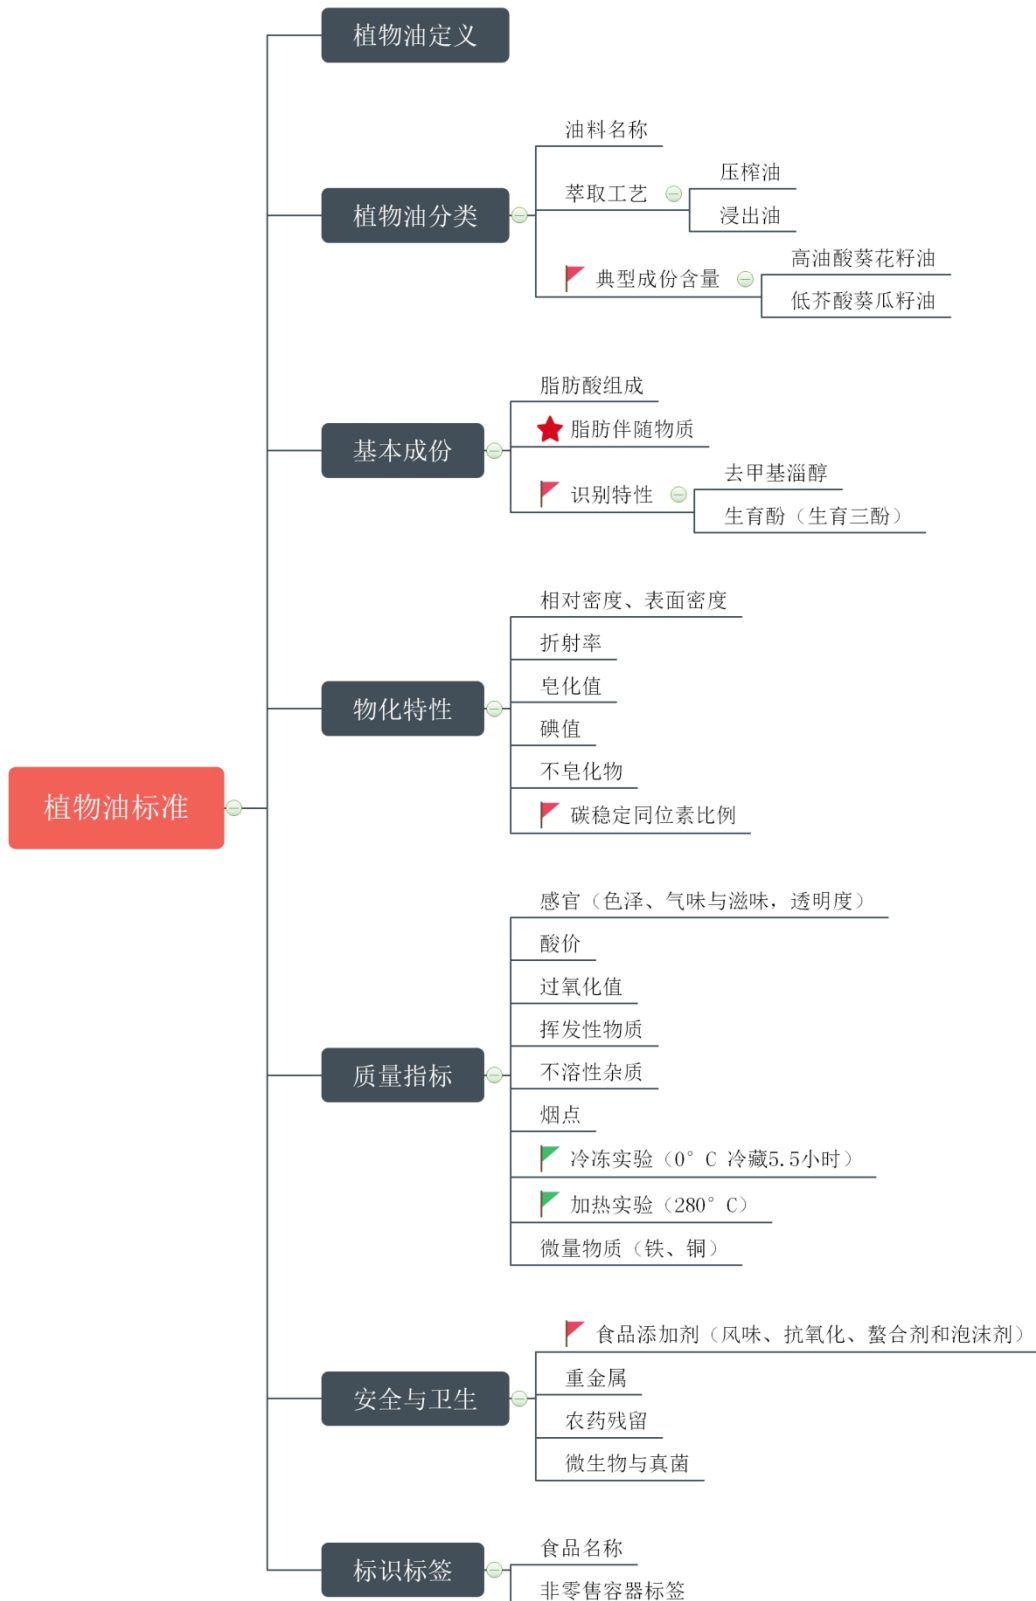 植物油标准
植物油定义
植物油分类
油料名称
萃取工艺
压榨油
浸出油
典型成份含量
高油酸葵花籽油
低芥酸葵瓜籽油
基本成份
脂肪酸组成
脂肪伴随物质
识别特性
去甲基淄醇
生育酚（生育三酚）
物化特性
相对密度、表面密度
折射率
皂化值
碘值
不皂化物
碳稳定同位素比例
质量指标
感官（色泽、气味与滋味，透明度）
酸价
过氧化值
挥发性物质
不溶性杂质
烟点
冷冻实验（0°C 冷藏5.5小时）
加热实验（280°C）
微量物质（铁、铜）
安全与卫生
食品添加剂（风味、抗氧化、螯合剂和泡沫剂）
重金属
农药残留
微生物与真菌
标识标签
食品名称
非零售容器标签